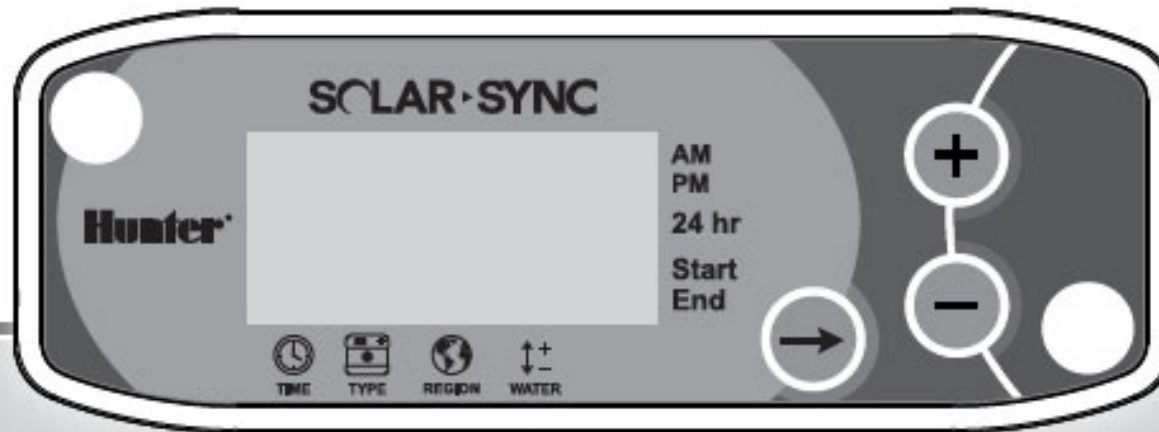 SOLAR SYNC
Hunter
AM
PM
24 hr
Start
End
+
−
TIME TYPE REGION + − WATER